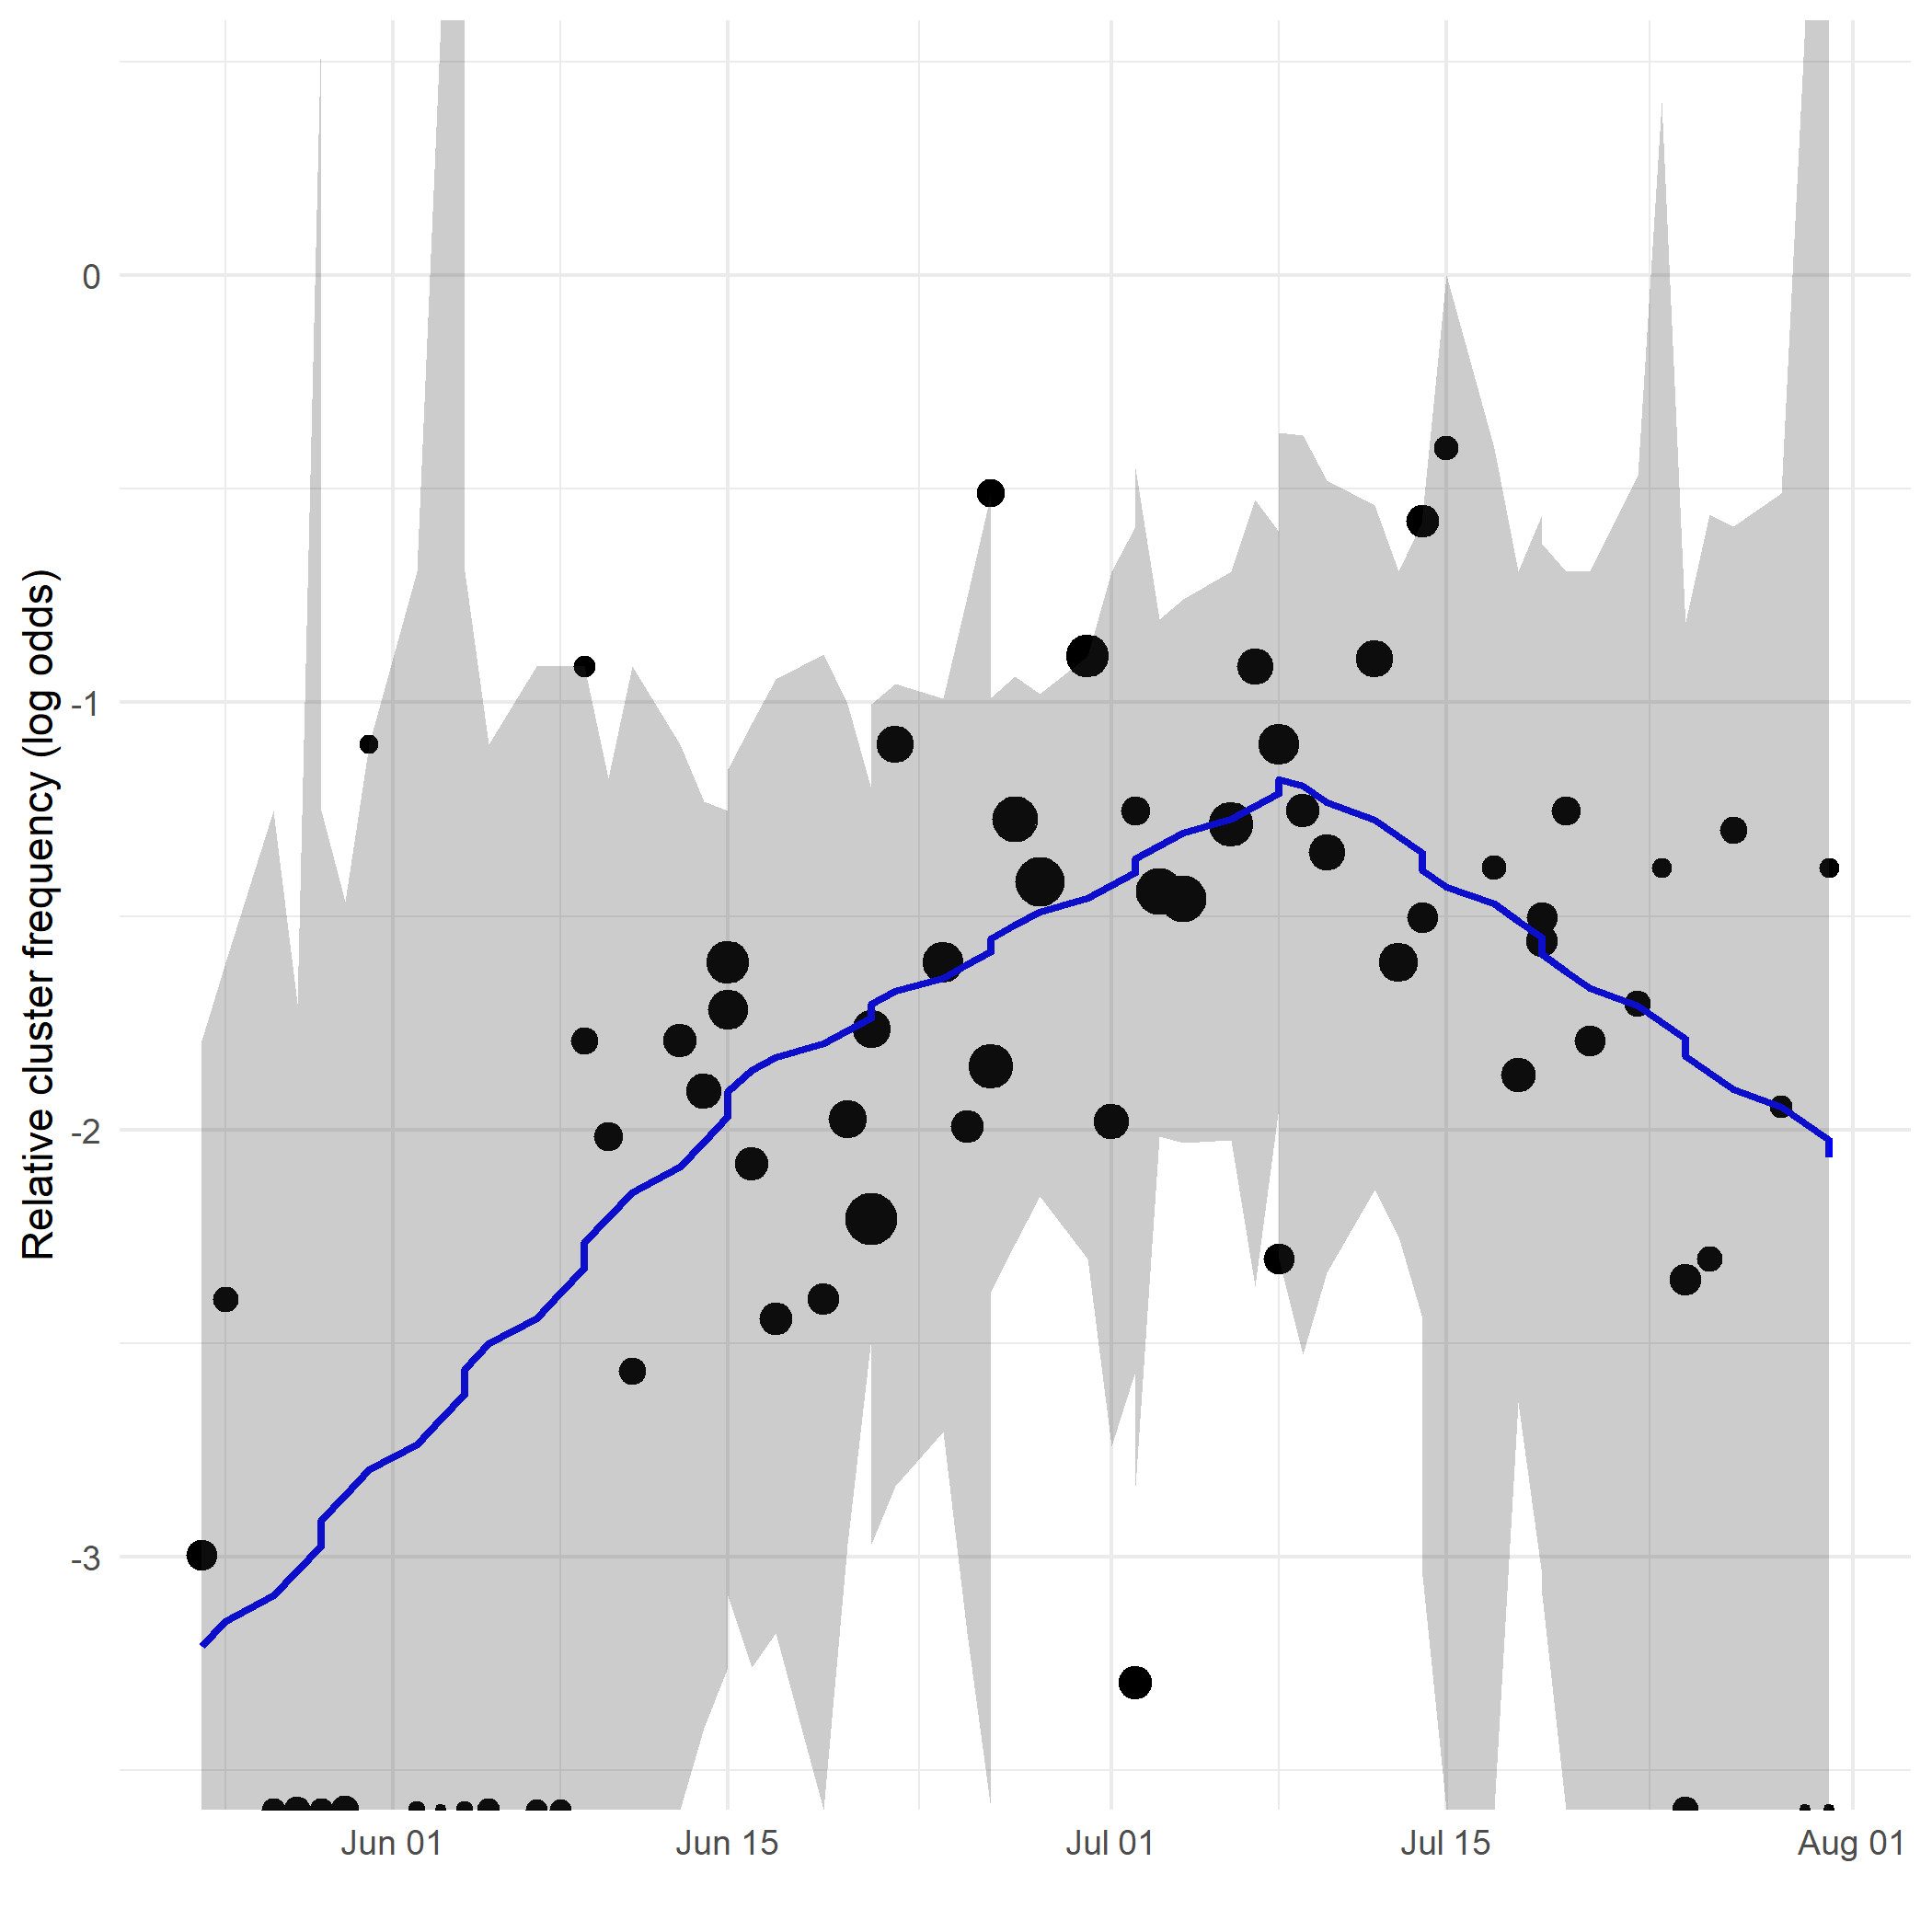 Relative cluster frequency (log odds)
0
-1
-2
-3
Jun 01
Jun 15
Jul 01
Jul 15
Aug 01